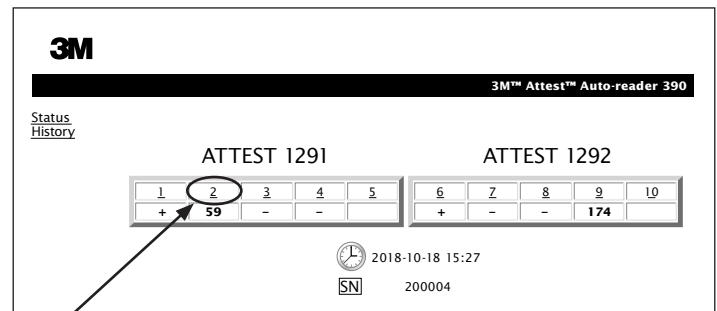 3M
3M™ Attest™ Auto-reader 390
Status
History
ATTEST 1291
ATTEST 1292
1 2 3 4 5
+ 59 – –
6 7 8 9 10
+ – – 174
2018-10-18 15:27
SN 200004